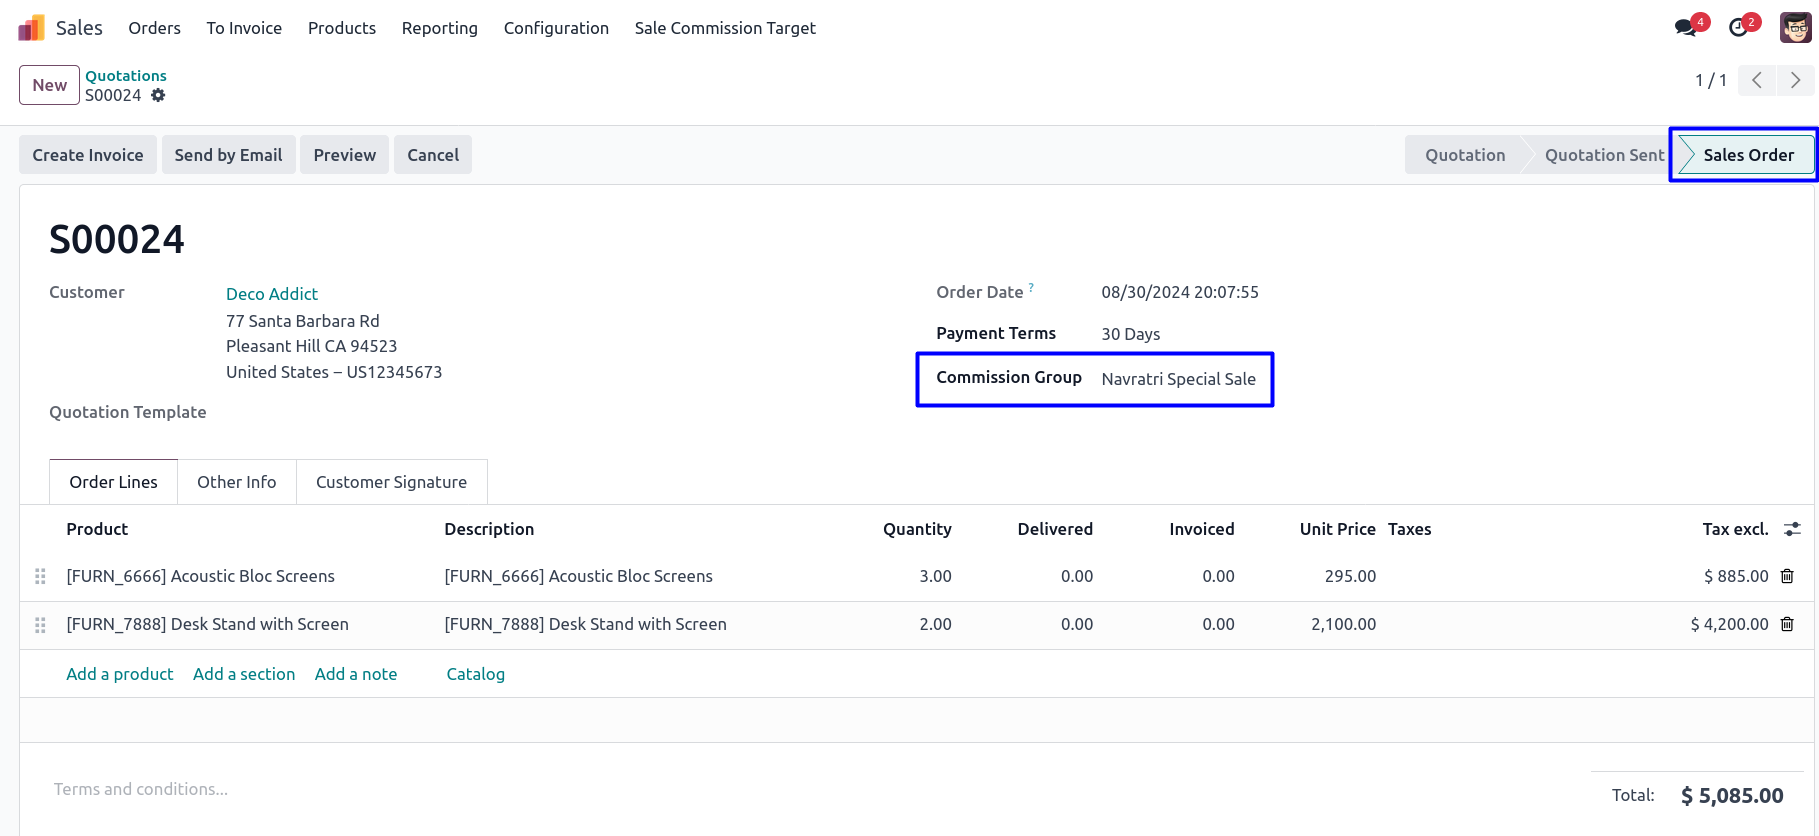 Sales Orders To Invoice Products Reporting Configuration Sale Commission Target 4 2
New Quotations 1 / 1
S00024
Create Invoice Send by Email Preview Cancel Quotation Quotation Sent Sales Order
S00024
Customer Deco Addict Order Date ? 08/30/2024 20:07:55
77 Santa Barbara Rd Payment Terms 30 Days
Pleasant Hill CA 94523
United States – US12345673 Commission Group Navratri Special Sale
Quotation Template
Order Lines Other Info Customer Signature
Product Description Quantity Delivered Invoiced Unit Price Taxes Tax excl.
[FURN_6666] Acoustic Bloc Screens [FURN_6666] Acoustic Bloc Screens 3.00 0.00 0.00 295.00 $ 885.00
[FURN_7888] Desk Stand with Screen [FURN_7888] Desk Stand with Screen 2.00 0.00 0.00 2,100.00 $ 4,200.00
Add a product Add a section Add a note Catalog
Terms and conditions... Total: $ 5,085.00